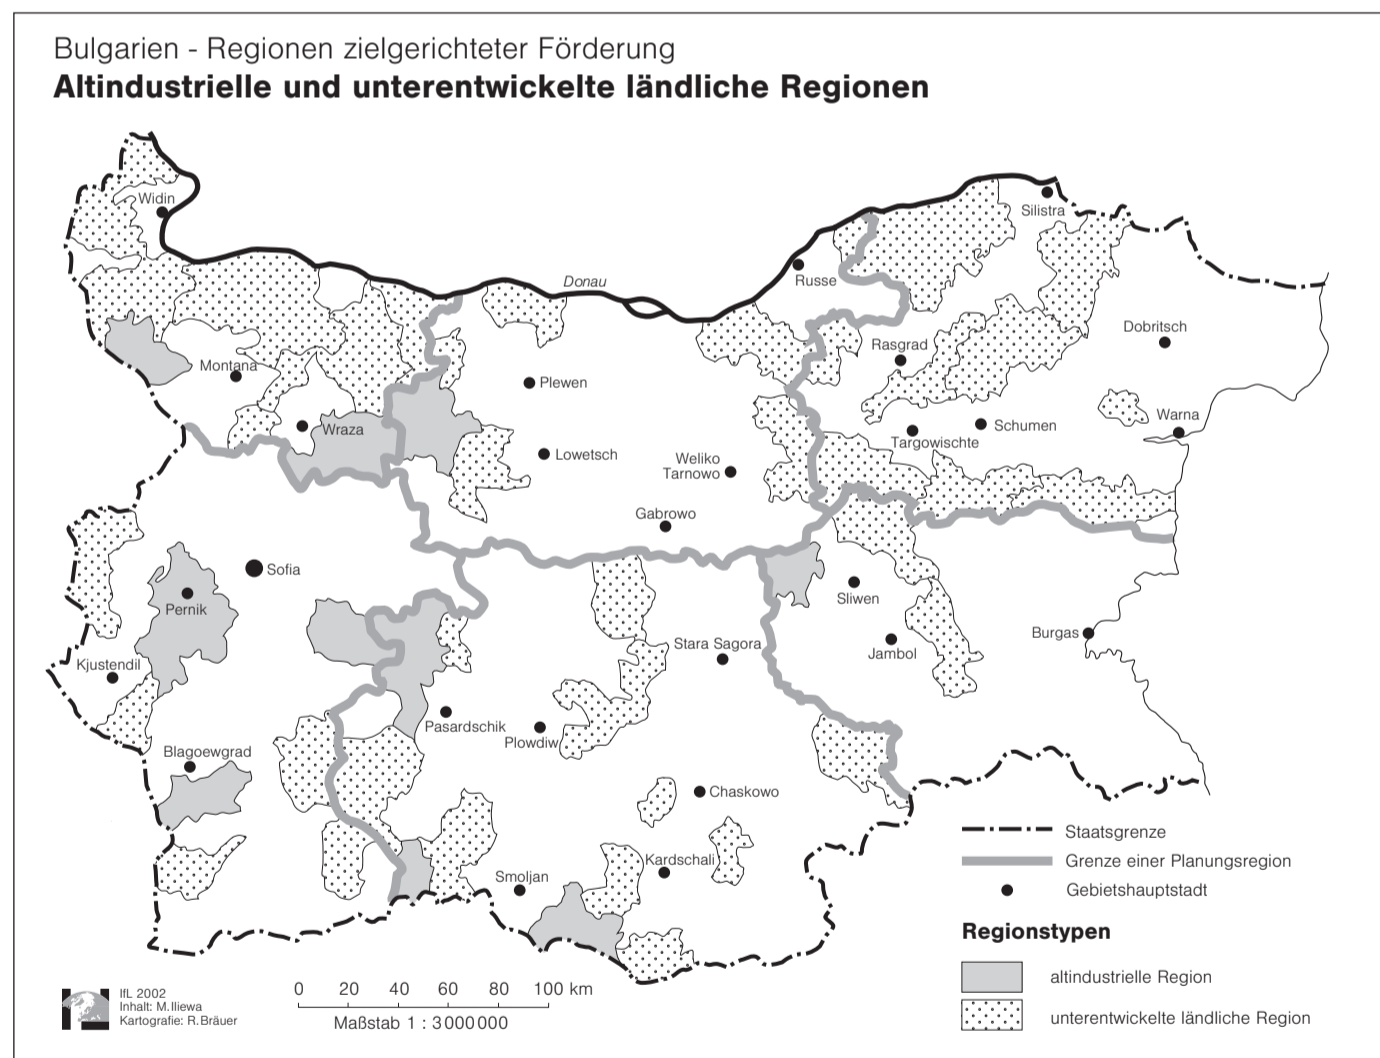 Bulgarien - Regionen zielgerichteter Förderung
Altindustrielle und unterentwickelte ländliche Regionen
Widin
Silistra
Donau
Russe
Dobritsch
Rasgrad
Montana
Plewen
Warna
Wraza
Schumen
Targowischte
Lowetsch
Weliko
Tarnowo
Gabrowo
Sofia
Pernik
Sliwen
Burgas
Stara Sagora
Jambol
Kjustendil
Pasardschik
Plowdiw
Blagoewgrad
Chaskowo
Kardschali
Smoljan
Staatsgrenze
Grenze einer Planungsregion
Gebietshauptstadt
Regionstypen
altindustrielle Region
unterentwickelte ländliche Region
IfL 2002
Inhalt: M.Iliewa
Kartografie: R.Bräuer
0 20 40 60 80 100 km
Maßstab 1 : 3000000